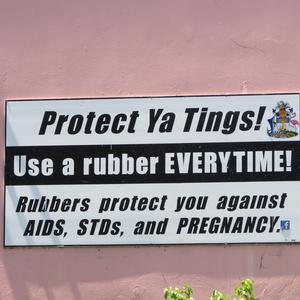 Protect Ya Tings!
Use a rubber EVERYTIME!
Rubbers protect you against
AIDS, STDs, and PREGNANCY.